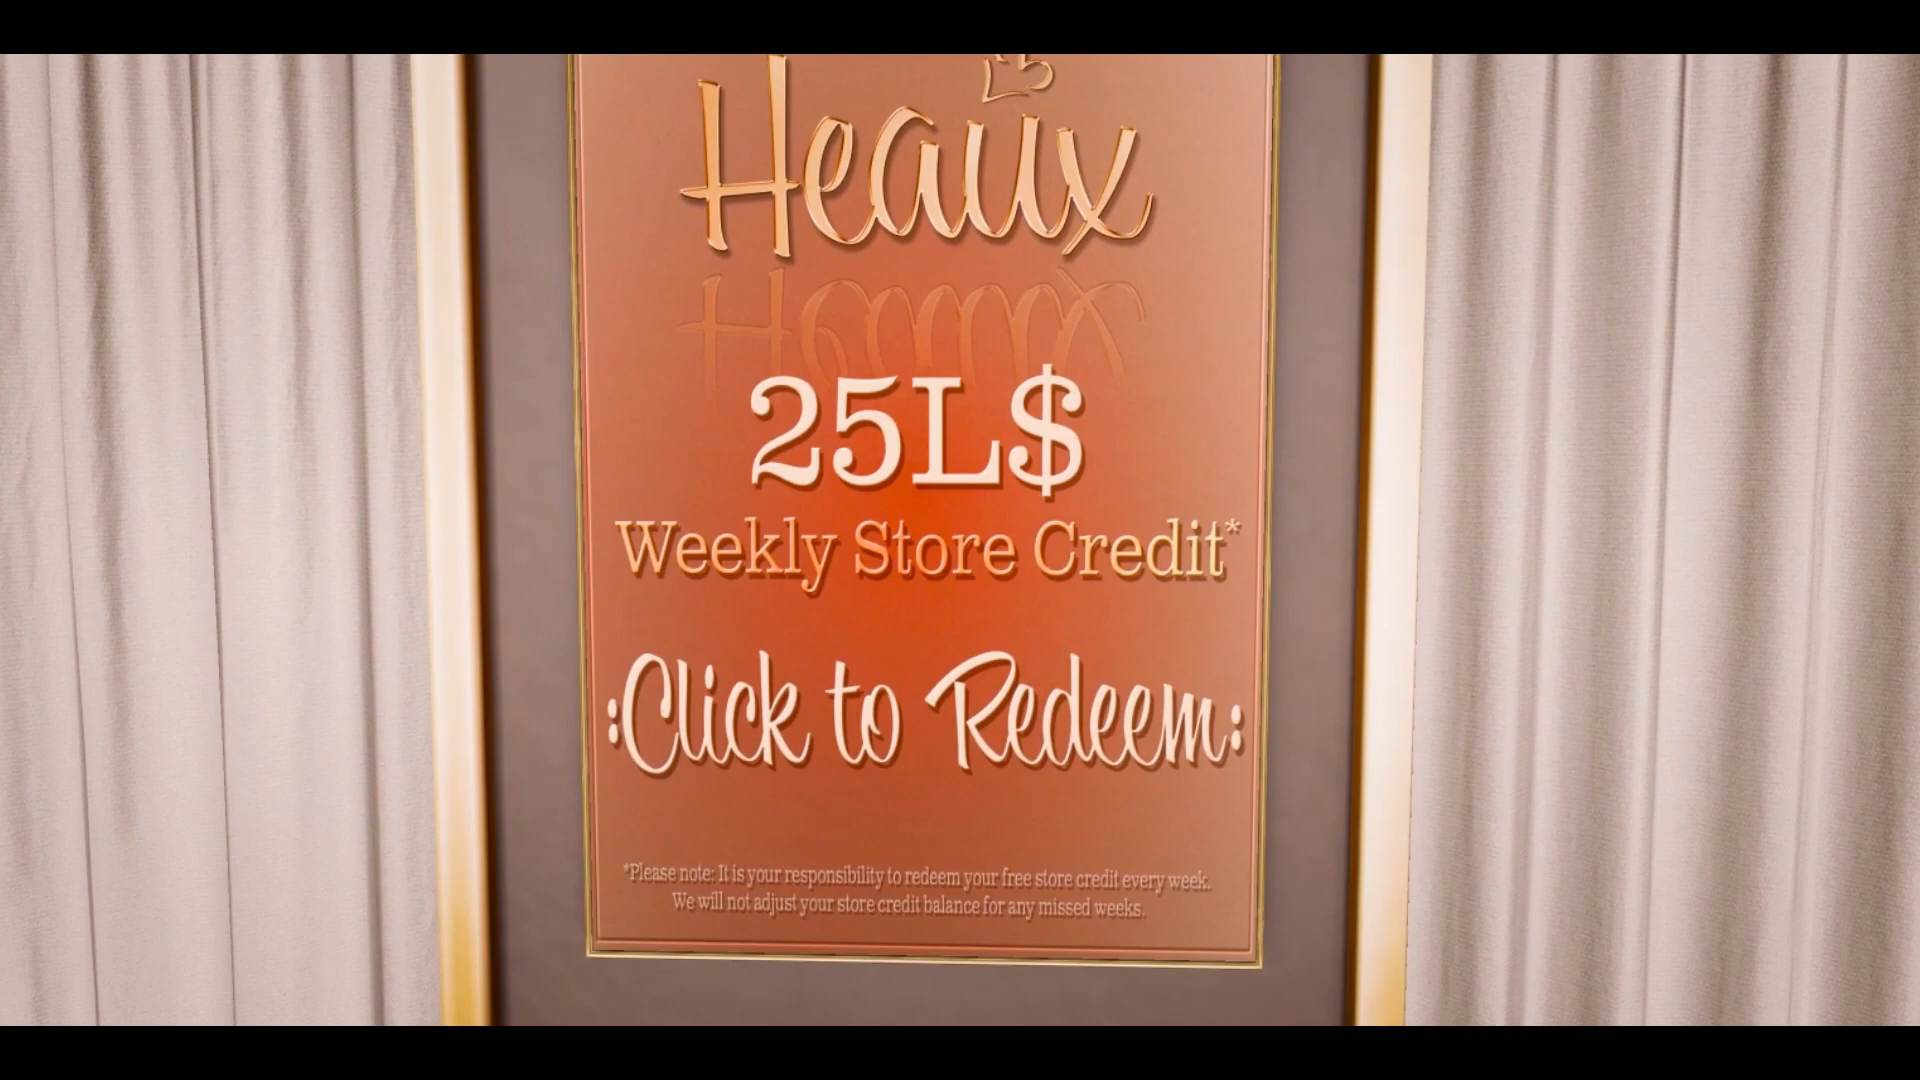 Heaux
25L$
Weekly Store Credit*
:Click to Redeem:
*Please note: It is your responsibility to redeem your free store credit every week.
We will not adjust your store credit balance for any missed weeks.